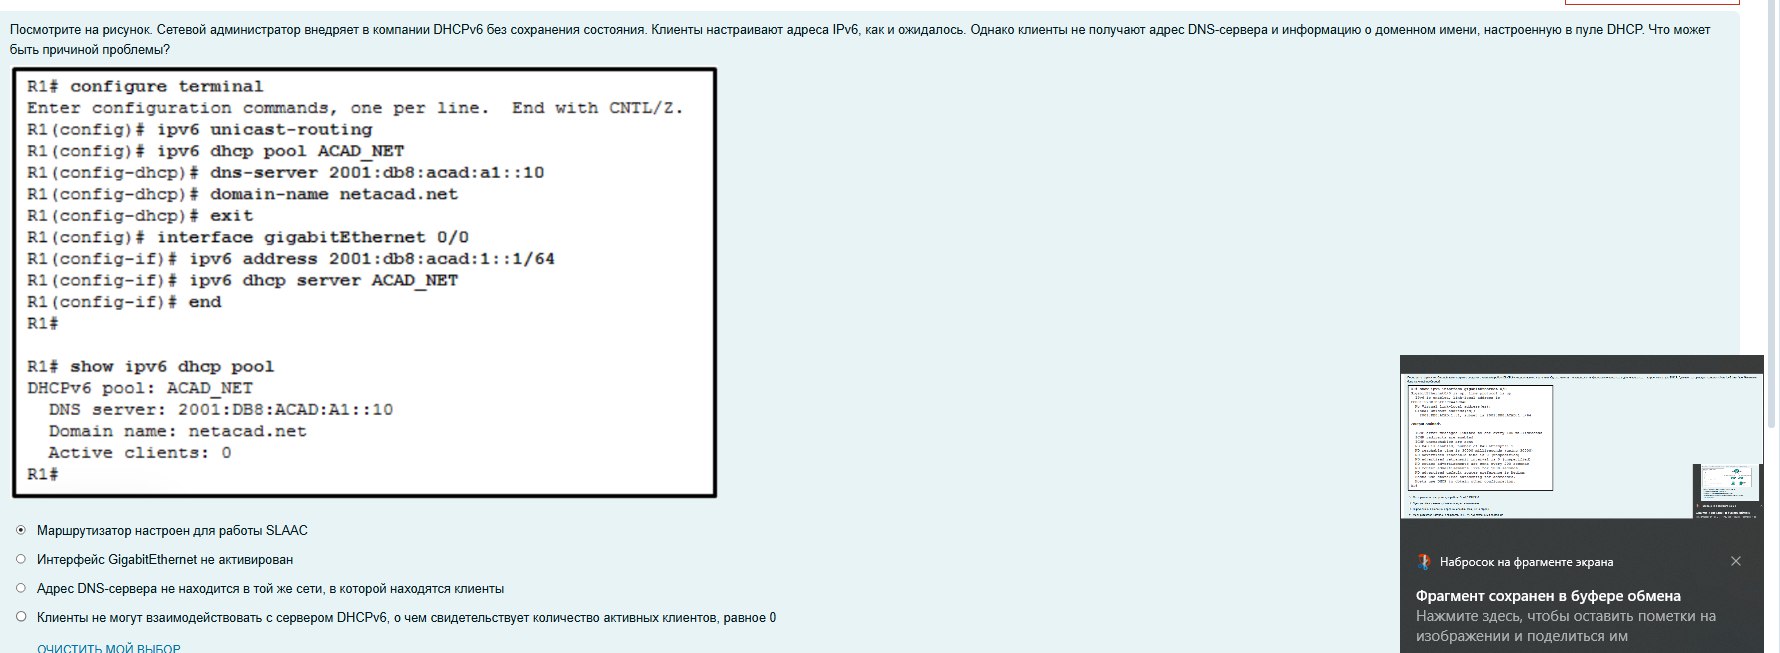 Посмотрите на рисунок. Сетевой администратор внедряет в компании DHCPv6 без сохранения состояния. Клиенты настраивают адреса IPv6, как и ожидалось. Однако клиенты не получают адрес DNS-сервера и информацию о доменном имени, настроенную в пуле DHCP. Что может
быть причиной проблемы?
R1# configure terminal
Enter configuration commands, one per line.  End with CNTL/Z.
R1(config)# ipv6 unicast-routing
R1(config)# ipv6 dhcp pool ACAD_NET
R1(config-dhcp)# dns-server 2001:db8:acad:a1::10
R1(config-dhcp)# domain-name netacad.net
R1(config-dhcp)# exit
R1(config)# interface gigabitEthernet 0/0
R1(config-if)# ipv6 address 2001:db8:acad:1::1/64
R1(config-if)# ipv6 dhcp server ACAD_NET
R1(config-if)# end
R1#
R1# show ipv6 dhcp pool
DHCPv6 pool: ACAD_NET
DNS server: 2001:DB8:ACAD:A1::10
Domain name: netacad.net
Active clients: 0
R1#
Маршрутизатор настроен для работы SLAAC
Интерфейс GigabitEthernet не активирован
Адрес DNS-сервера не находится в той же сети, в которой находятся клиенты
Клиенты не могут взаимодействовать с сервером DHCPv6, о чем свидетельствует количество активных клиентов, равное 0
ОЧИСТИТЬ МОЙ ВЫБОР
Набросок на фрагменте экрана
Фрагмент сохранен в буфере обмена
Нажмите здесь, чтобы оставить пометки на
изображении и поделиться им